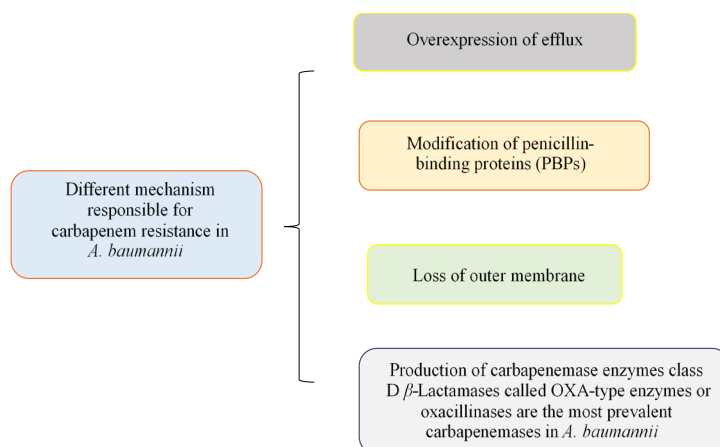 Overexpression of efflux
Modification of penicillin-
binding proteins (PBPs)
Different mechanism
responsible for
carbapenem resistance in
A. baumannii
Loss of outer membrane
Production of carbapenemase enzymes class
D β-Lactamases called OXA-type enzymes or
oxacillinases are the most prevalent
carbapenemases in A. baumannii